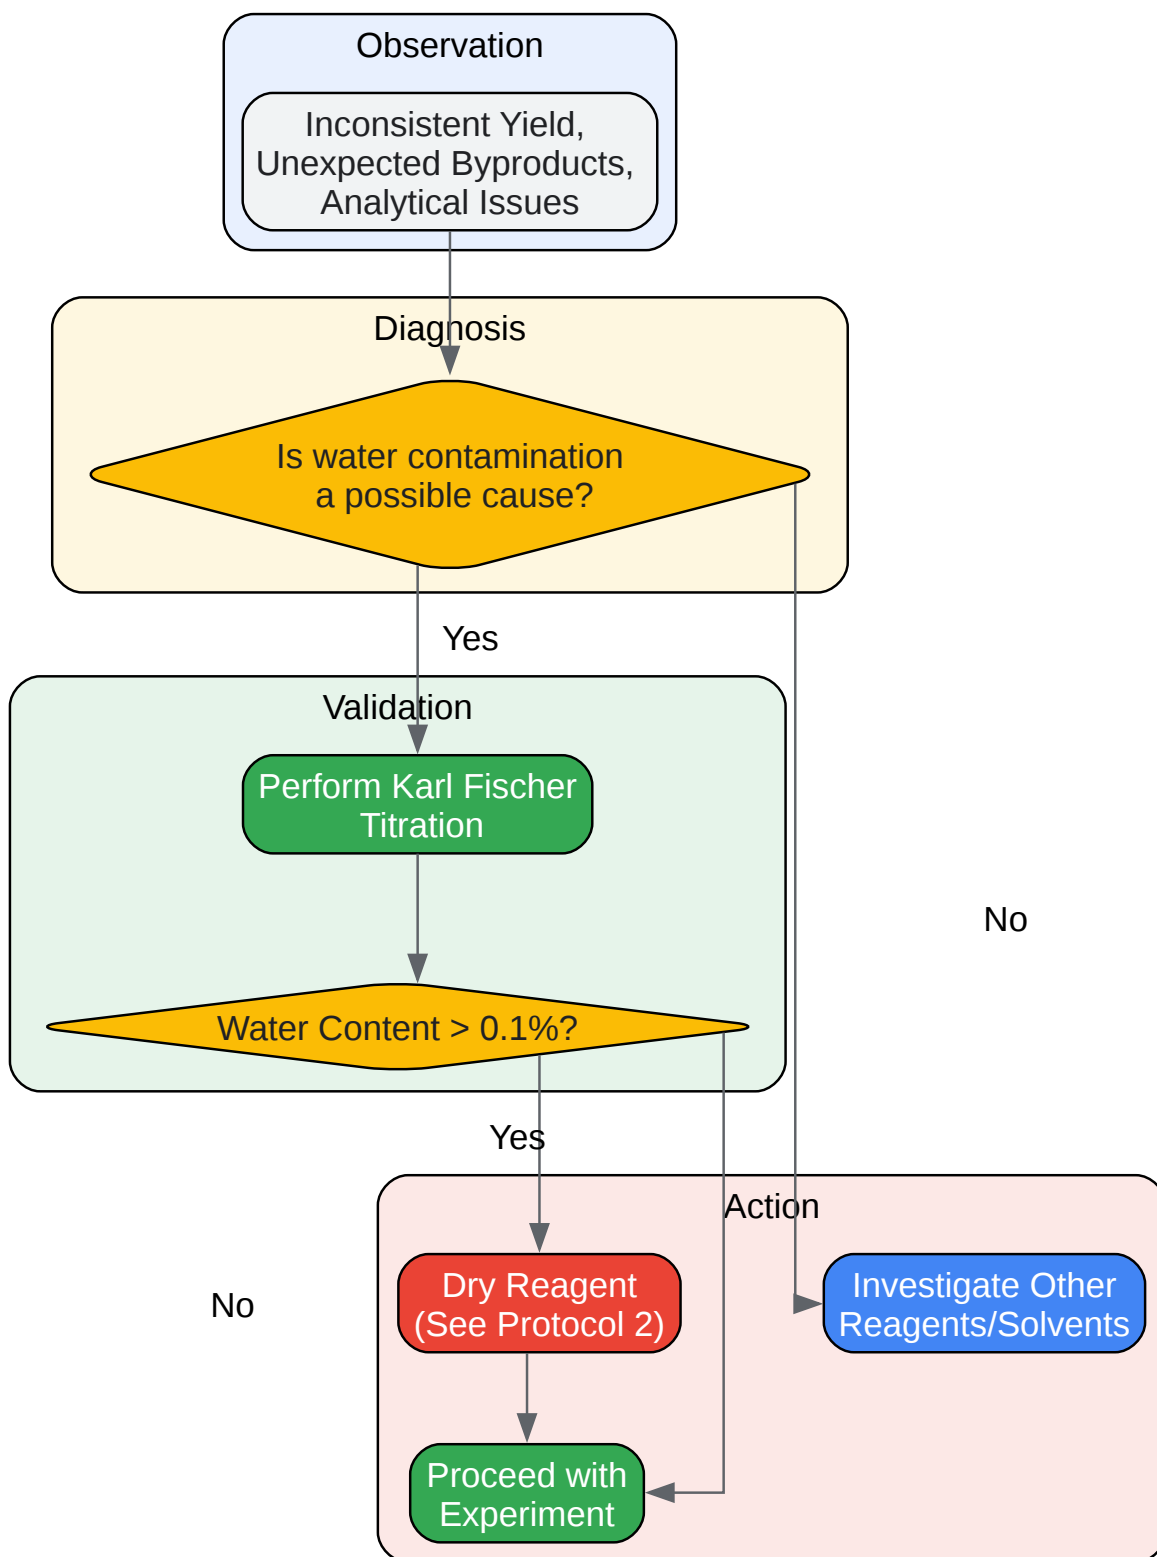 Observation
Inconsistent Yield,
Unexpected Byproducts,
Analytical Issues
Diagnosis
Is water contamination
a possible cause?
Yes
Validation
Perform Karl Fischer
Titration
No
Water Content > 0.1%?
Yes
Action
Dry Reagent
(See Protocol 2)
Investigate Other
Reagents/Solvents
No
Proceed with
Experiment